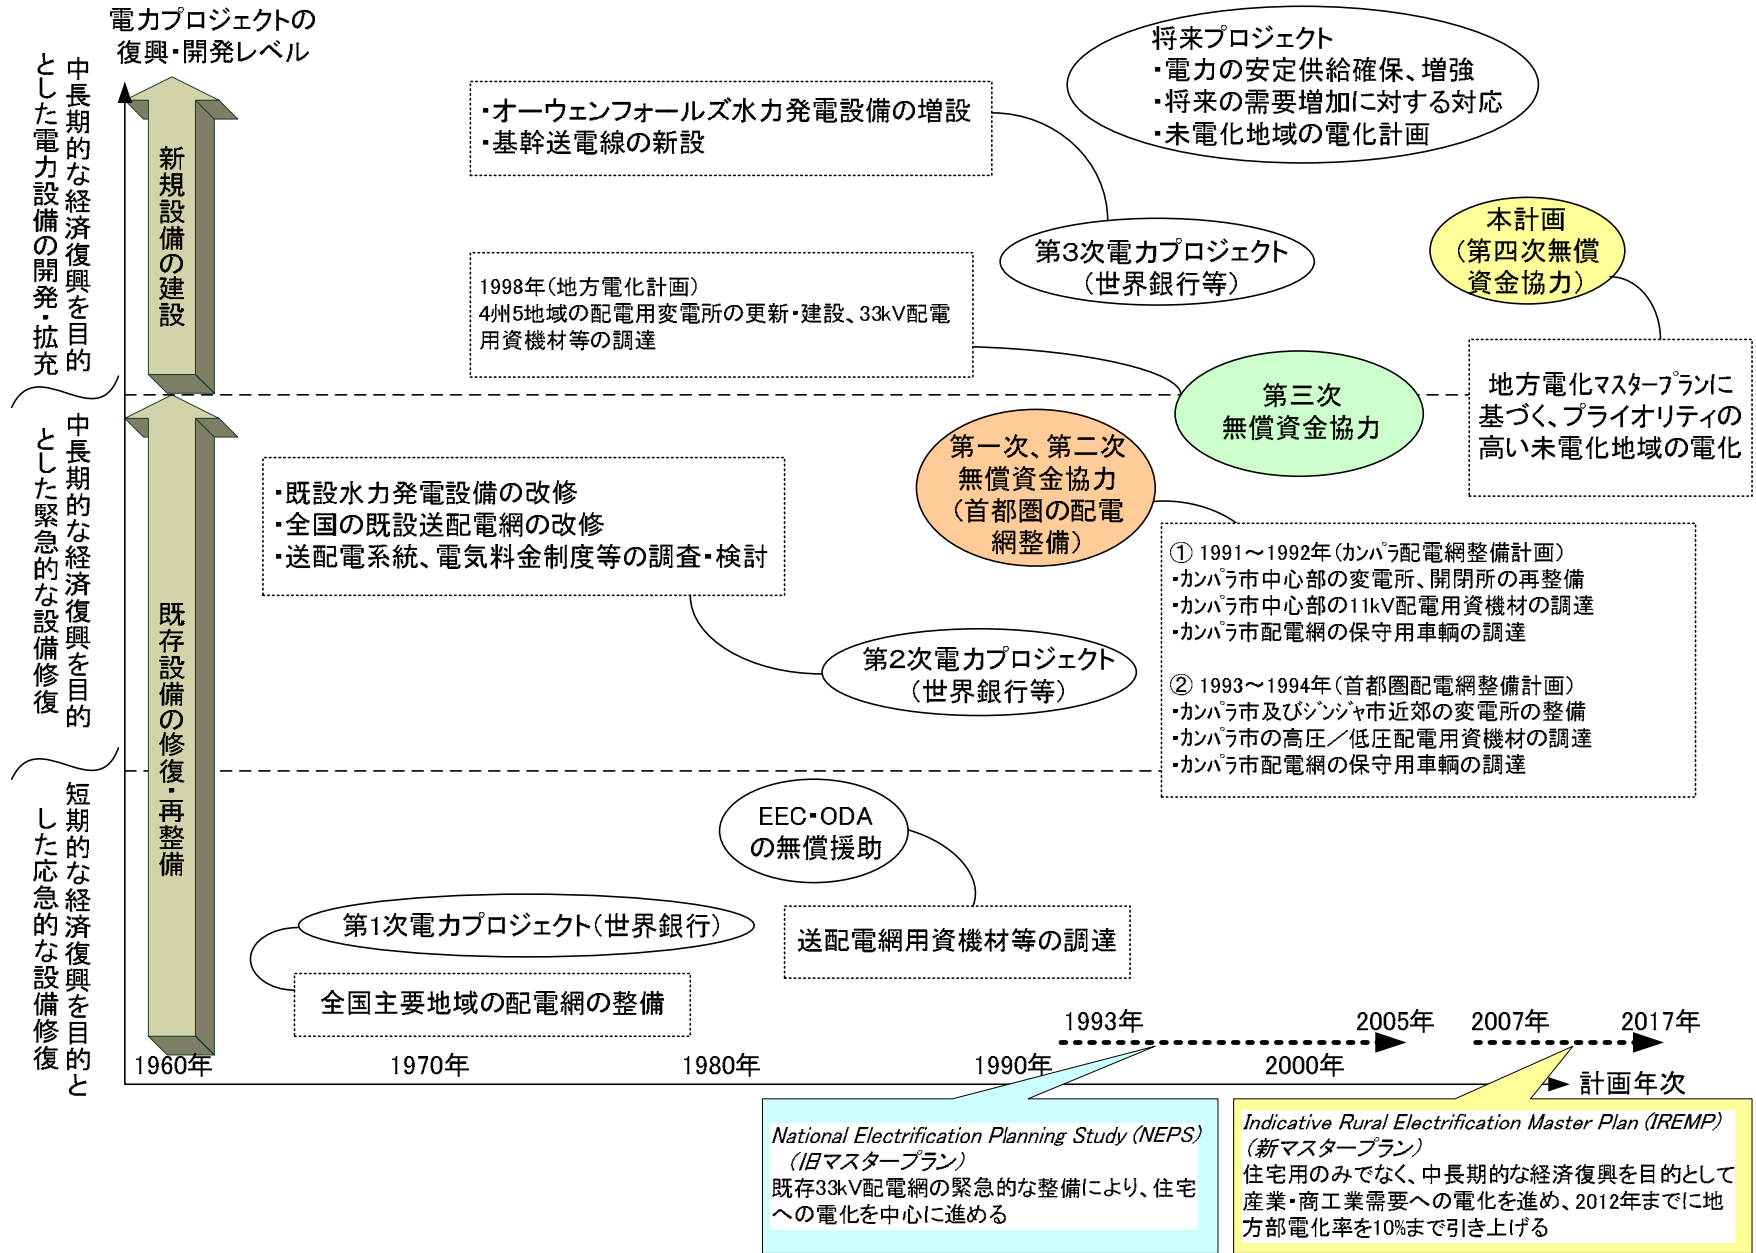 電力プロジェクトの
復興・開発レベル
中長期的な経済復興を目的
とした電力設備の開発・拡充
中長期的な経済復興を目的
とした緊急的な設備修復
短期的な経済復興を目的と
した応急的な設備修復
新規設備の建設
既存設備の修復・再整備
将来プロジェクト
・電力の安定供給確保、増強
・将来の需要増加に対する対応
・未電化地域の電化計画
・オーウェンフォールズ水力発電設備の増設
・基幹送電線の新設
第3次電力プロジェクト
(世界銀行等)
本計画
(第四次無償
資金協力)
1998年(地方電化計画)
4州5地域の配電用変電所の更新・建設、33kV配電
用資機材等の調達
第三次
無償資金協力
地方電化マスタープランに
基づく、プライオリティの
高い未電化地域の電化
第一次、第二次
無償資金協力
(首都圏の配電
網整備)
・既設水力発電設備の改修
・全国の既設送配電網の改修
・送配電系統、電気料金制度等の調査・検討
① 1991～1992年(カンパラ配電網整備計画)
・カンパラ市中心部の変電所、開閉所の再整備
・カンパラ市中心部の11kV配電用資機材の調達
・カンパラ市配電網の保守用車輌の調達
② 1993～1994年(首都圏配電網整備計画)
・カンパラ市及びジンジャ市近郊の変電所の整備
・カンパラ市の高圧／低圧配電用資機材の調達
・カンパラ市配電網の保守用車輌の調達
第2次電力プロジェクト
(世界銀行等)
EEC・ODA
の無償援助
送配電網用資機材等の調達
第1次電力プロジェクト(世界銀行)
全国主要地域の配電網の整備
1993年
2005年
2007年
2017年
1960年
1970年
1980年
1990年
2000年
計画年次
National Electrification Planning Study (NEPS)
(旧マスタープラン)
既存33kV配電網の緊急的な整備により、住宅
への電化を中心に進める
Indicative Rural Electrification Master Plan (IREMP)
(新マスタープラン)
住宅用のみでなく、中長期的な経済復興を目的として
産業・商工業需要への電化を進め、2012年までに地
方部電化率を10%まで引き上げる